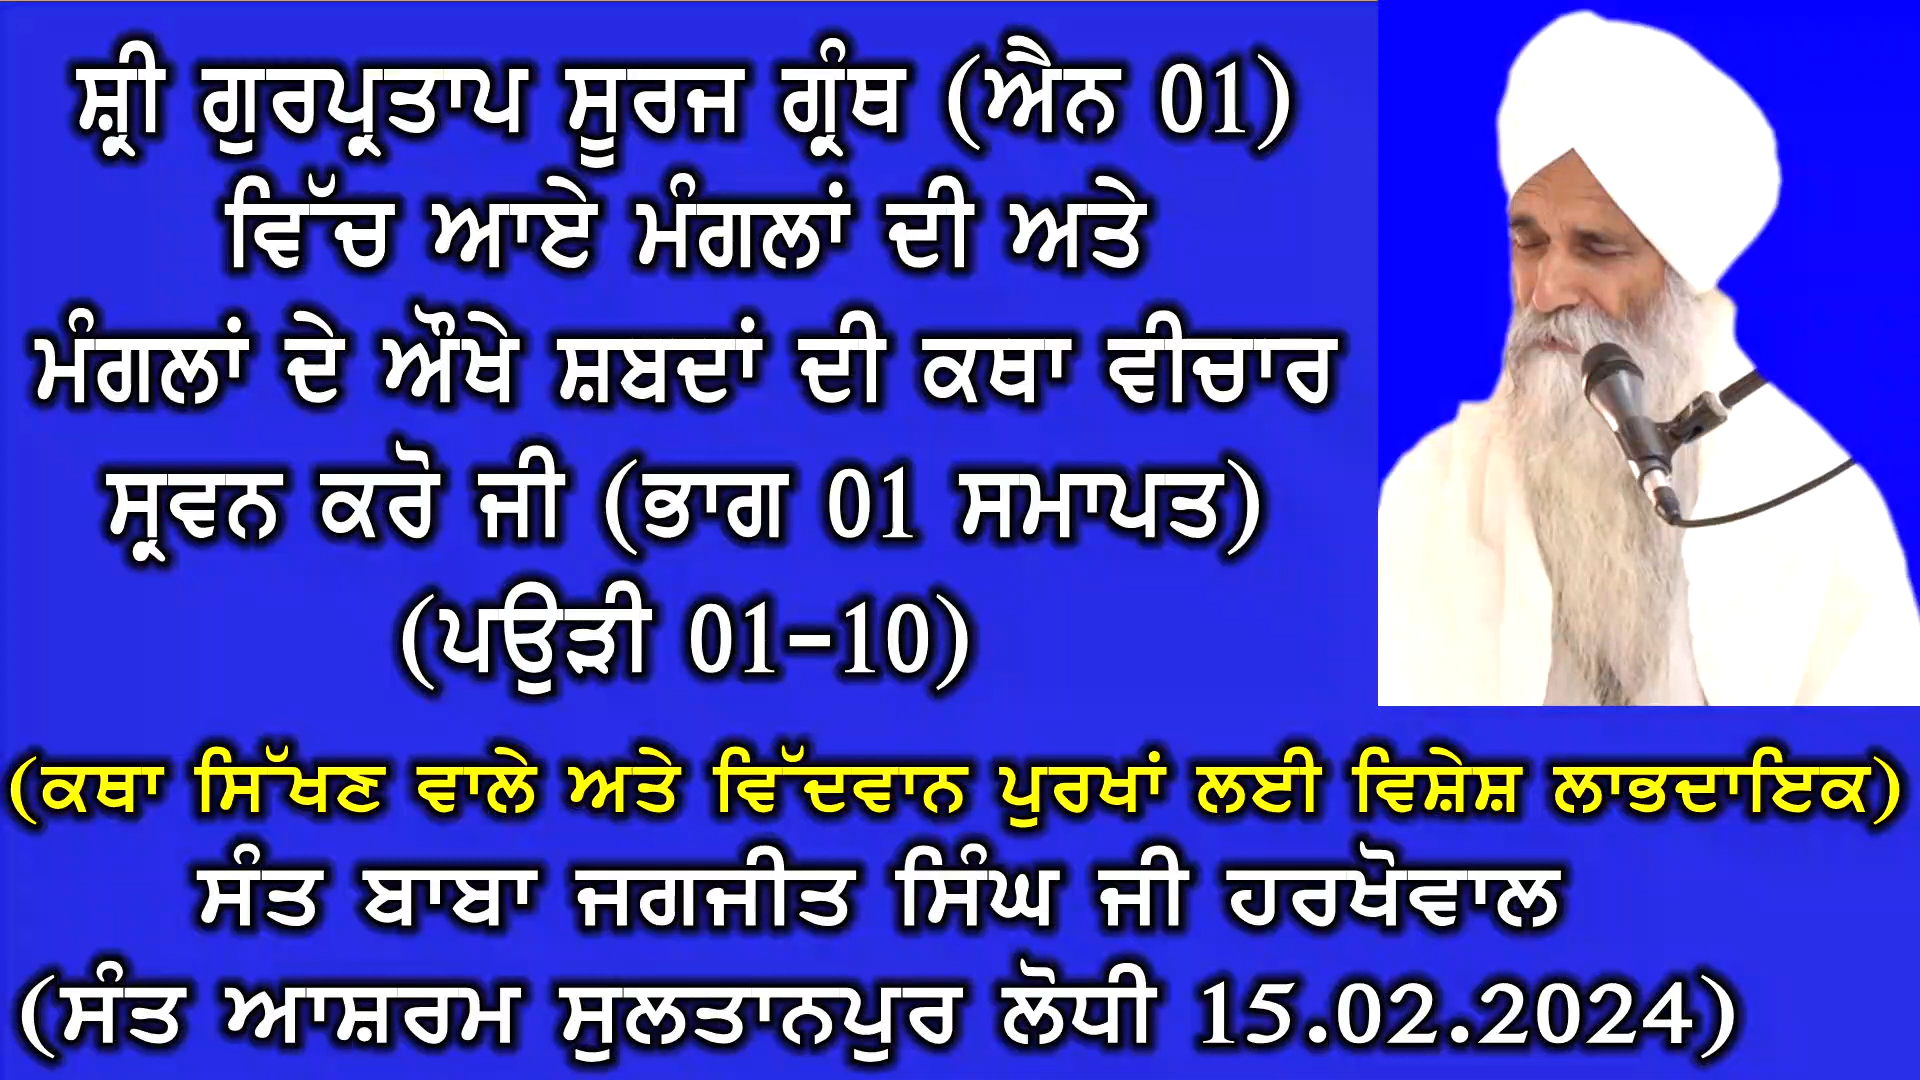 ਸ਼੍ਰੀ ਗੁਰਪ੍ਰਤਾਪ ਸੂਰਜ ਗ੍ਰੰਥ (ਐਨ 01)
ਵਿੱਚ ਆਏ ਮੰਗਲਾਂ ਦੀ ਅਤੇ
ਮੰਗਲਾਂ ਦੇ ਔਖੇ ਸ਼ਬਦਾਂ ਦੀ ਕਥਾ ਵੀਚਾਰ
ਸ੍ਰਵਨ ਕਰੋ ਜੀ (ਭਾਗ 01 ਸਮਾਪਤ)
(ਪਉੜੀ 01-10)
(ਕਥਾ ਸਿੱਖਣ ਵਾਲੇ ਅਤੇ ਵਿੱਦਵਾਨ ਪੁਰਖਾਂ ਲਈ ਵਿਸ਼ੇਸ਼ ਲਾਭਦਾਇਕ)
ਸੰਤ ਬਾਬਾ ਜਗਜੀਤ ਸਿੰਘ ਜੀ ਹਰਖੋਵਾਲ
(ਸੰਤ ਆਸ਼ਰਮ ਸੁਲਤਾਨਪੁਰ ਲੋਧੀ 15.02.2024)